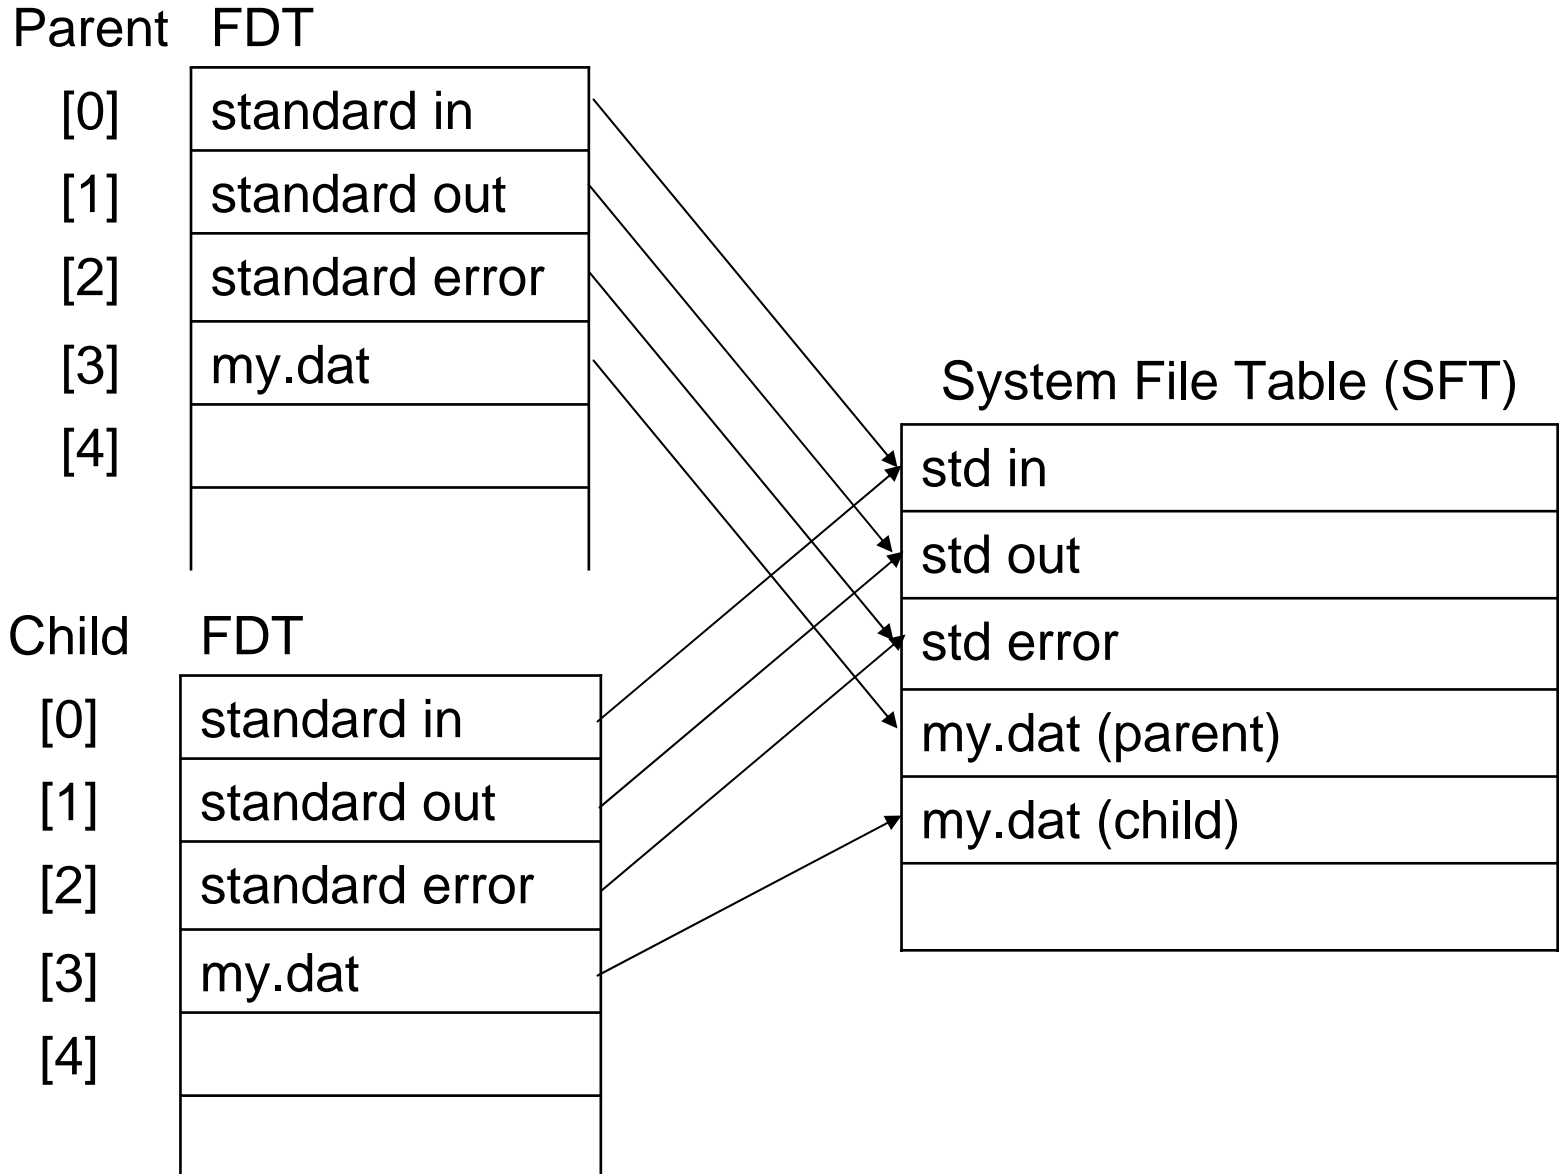 Parent FDT
[0] standard in
[1] standard out
[2] standard error
[3] my.dat
[4]
System File Table (SFT)
std in
std out
std error
my.dat (parent)
my.dat (child)
Child FDT
[0] standard in
[1] standard out
[2] standard error
[3] my.dat
[4]